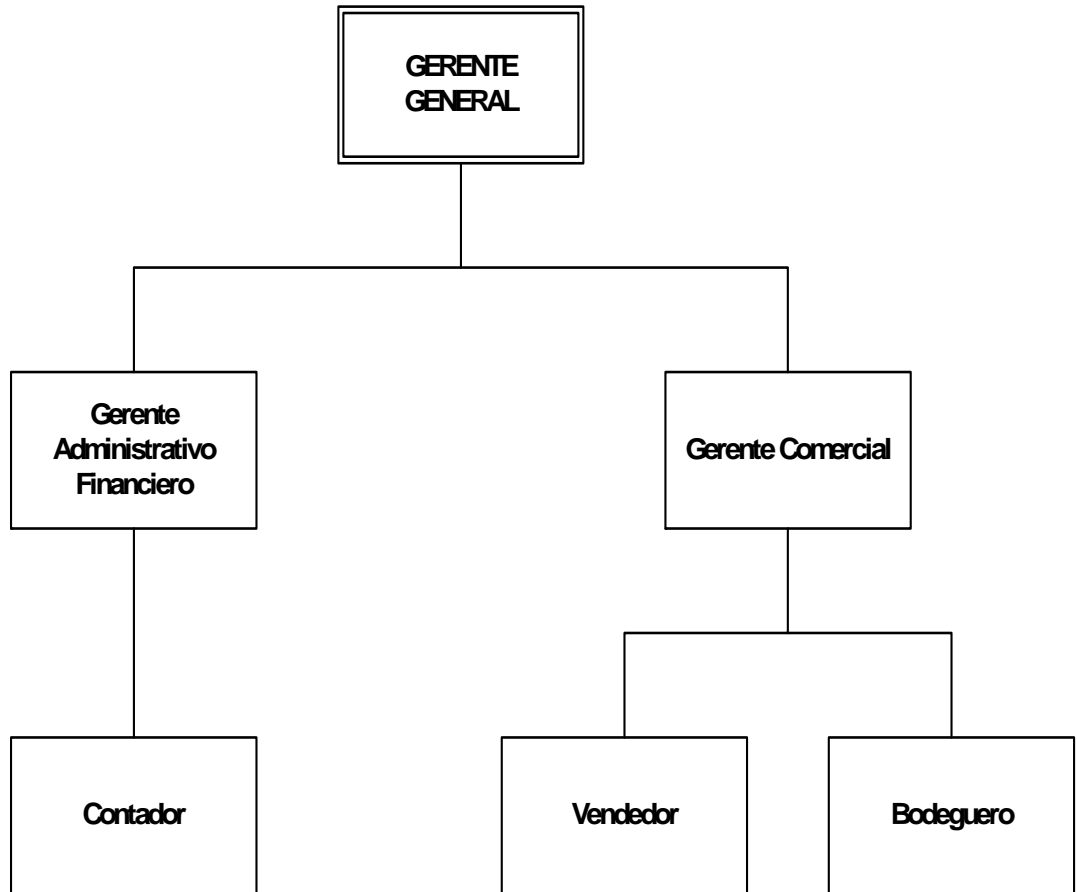 GERENTE
GENERAL
Gerente
Administrativo
Financiero
Gerente Comercial
Contador
Vendedor
Bodeguero